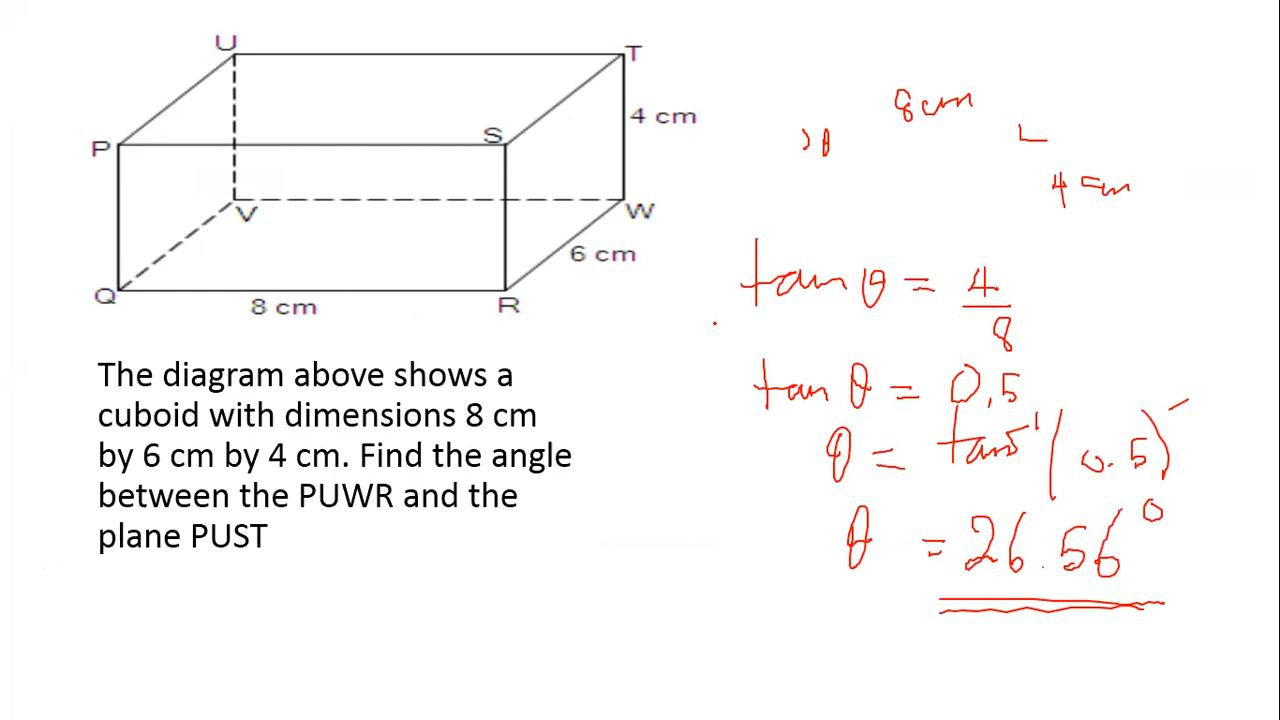 U
T
4 cm
P
S
V
W
6 cm
Q
8 cm
R
The diagram above shows a
cuboid with dimensions 8 cm
by 6 cm by 4 cm. Find the angle
between the PUWR and the
plane PUST
8cm
θ
4 cm
tan θ = 4/8
tan θ = 0.5
θ = tan⁻¹ (0.5)
θ = 26.56°